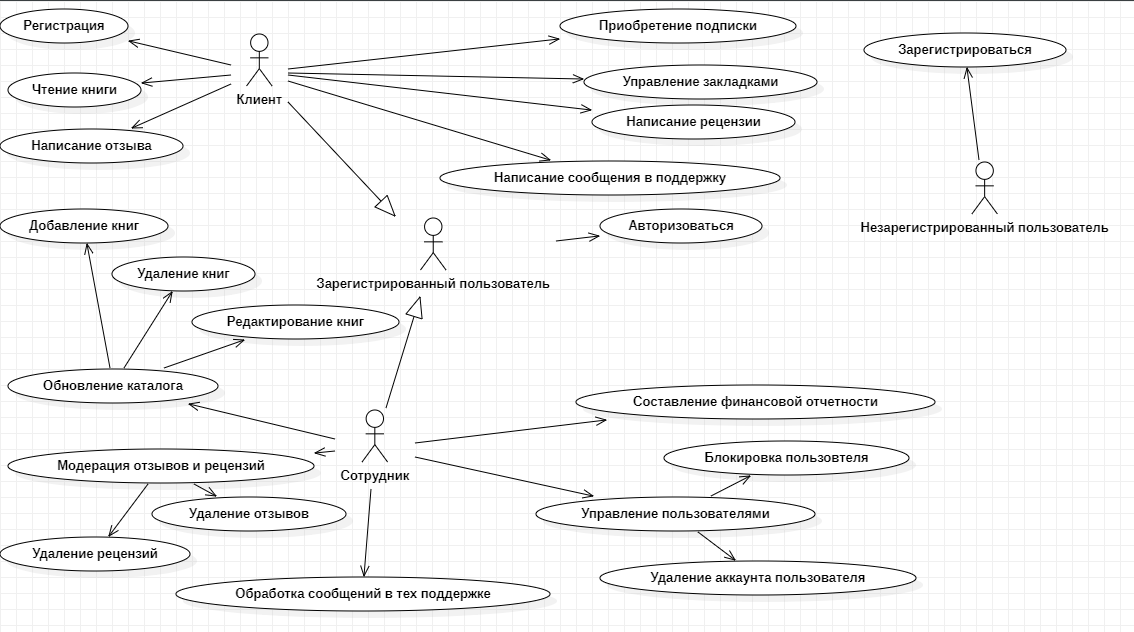 Регистрация
Приобретение подписки
Зарегистрироваться
Управление закладками
Чтение книги
Клиент
Написание рецензии
Написание отзыва
Написание сообщения в поддержку
Добавление книг
Авторизоваться
Незарегистрированный пользователь
Удаление книг
Зарегистрированный пользователь
Редактирование книг
Обновление каталога
Составление финансовой отчетности
Блокировка пользовтеля
Модерация отзывов и рецензий
Сотрудник
Удаление отзывов
Управление пользователями
Удаление рецензий
Удаление аккаунта пользователя
Обработка сообщений в тех поддержке